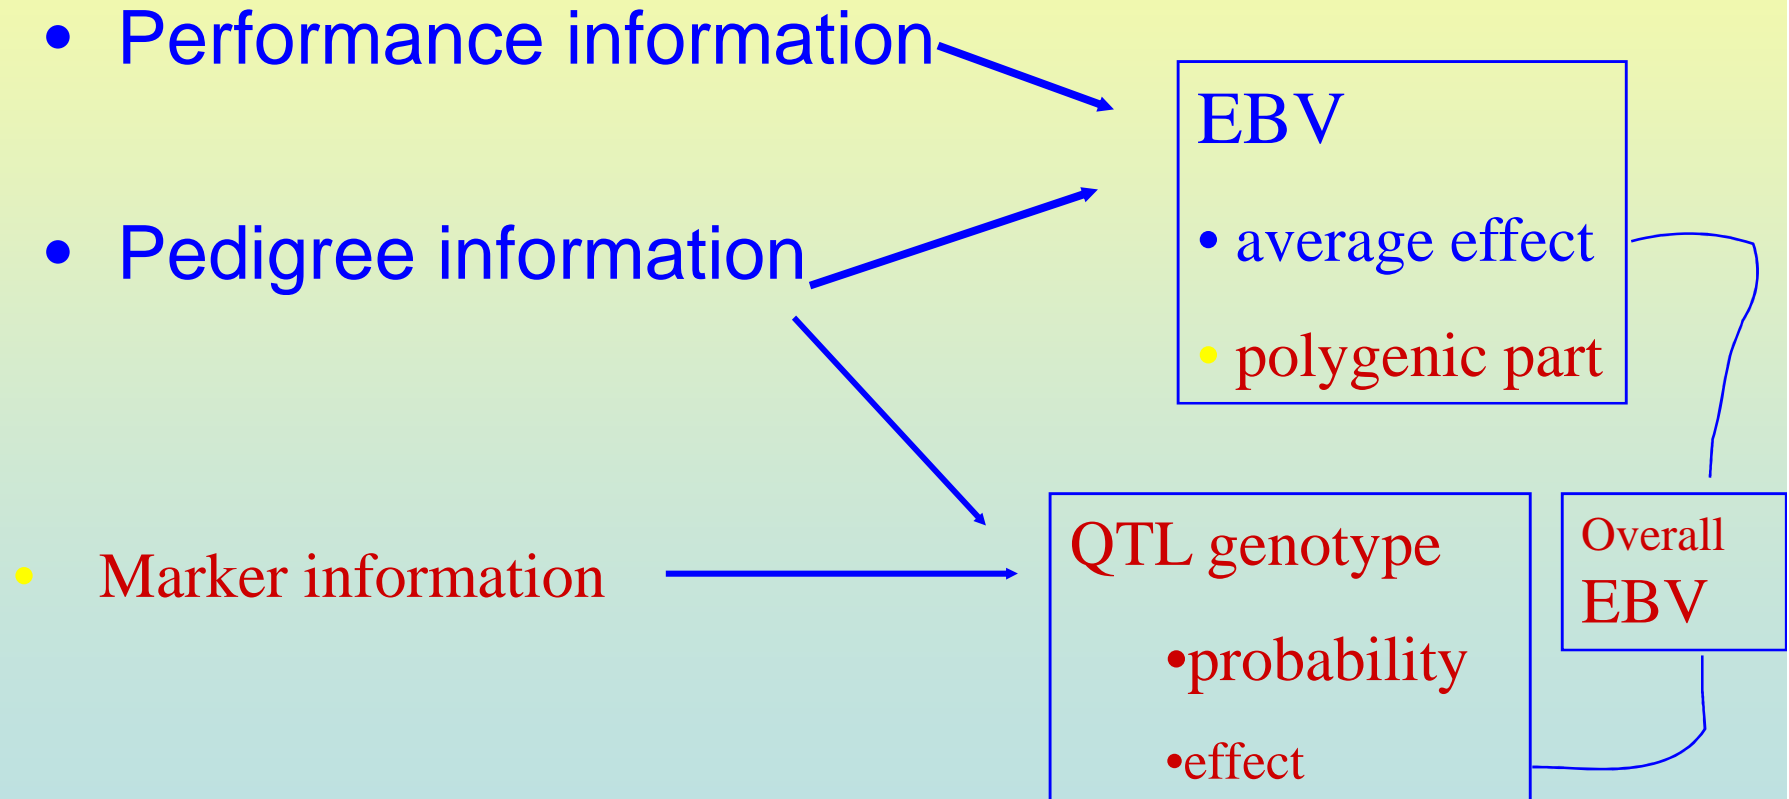 • Performance information
• Pedigree information
• Marker information
EBV
• average effect
• polygenic part
QTL genotype
•probability
•effect
Overall
EBV